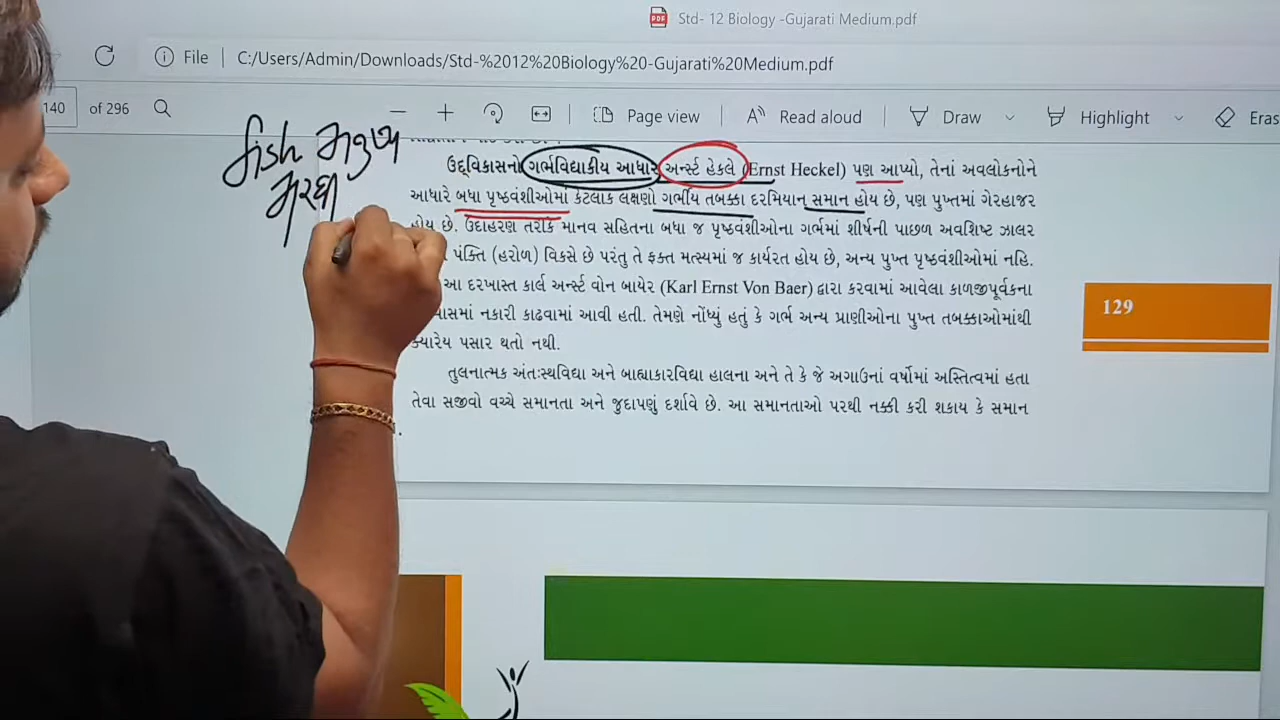 Std- 12 Biology -Gujarati Medium.pdf
File C:/Users/Admin/Downloads/Std-%2012%20Biology%20-Gujarati%20Medium.pdf
140 of 296 Page view Read aloud Draw Highlight Eras
fish મનુષ્ય
મરઘી
ઉદ્દવિકાસનો ગર્ભવિદ્યાકીય આધાર અર્ન્સ્ટ હેકલે (Ernst Heckel) પણ આપ્યો, તેનાં અવલોકનોને
આધારે બધા પૃષ્ઠવંશીઓમાં કેટલાક લક્ષણો ગર્ભીય તબક્કા દરમિયાન સમાન હોય છે, પણ પુખ્તમાં ગેરહાજર
હોય છે. ઉદાહરણ તરીકે માનવ સહિતના બધા જ પૃષ્ઠવંશીઓના ગર્ભમાં શીર્ષની પાછળ અવશિષ્ટ ઝાલર
પંક્તિ (હરોળ) વિકસે છે પરંતુ તે ફક્ત મત્સ્યમાં જ કાર્યરત હોય છે, અન્ય પુખ્ત પૃષ્ઠવંશીઓમાં નહિ.
આ દરખાસ્ત કાર્લ અર્ન્સ્ટ વોન બાયેર (Karl Ernst Von Baer) દ્વારા કરવામાં આવેલા કાળજીપૂર્વકના
યાસમાં નકારી કાઢવામાં આવી હતી. તેમણે નોંધ્યું હતું કે ગર્ભ અન્ય પ્રાણીઓના પુખ્ત તબક્કાઓમાંથી
ક્યારેય પસાર થતો નથી.
129
તુલનાત્મક અંતઃસ્થવિદ્યા અને બાહ્યાકારવિદ્યા હાલના અને તે કે જે અગાઉનાં વર્ષોમાં અસ્તિત્વમાં હતા
તેવા સજીવો વચ્ચે સમાનતા અને જુદાપણું દર્શાવે છે. આ સમાનતાઓ પરથી નક્કી કરી શકાય કે સમાન